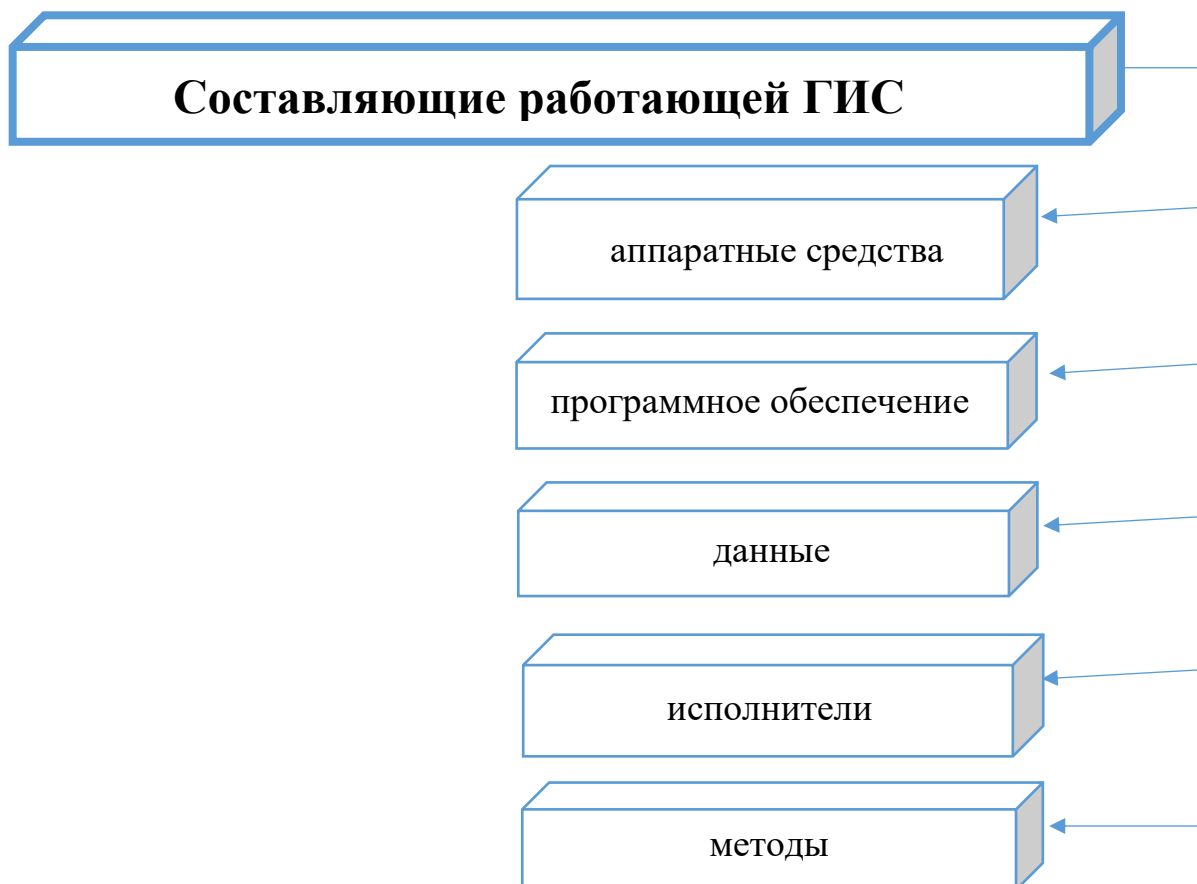 Составляющие работающей ГИС
аппаратные средства
программное обеспечение
данные
исполнители
методы